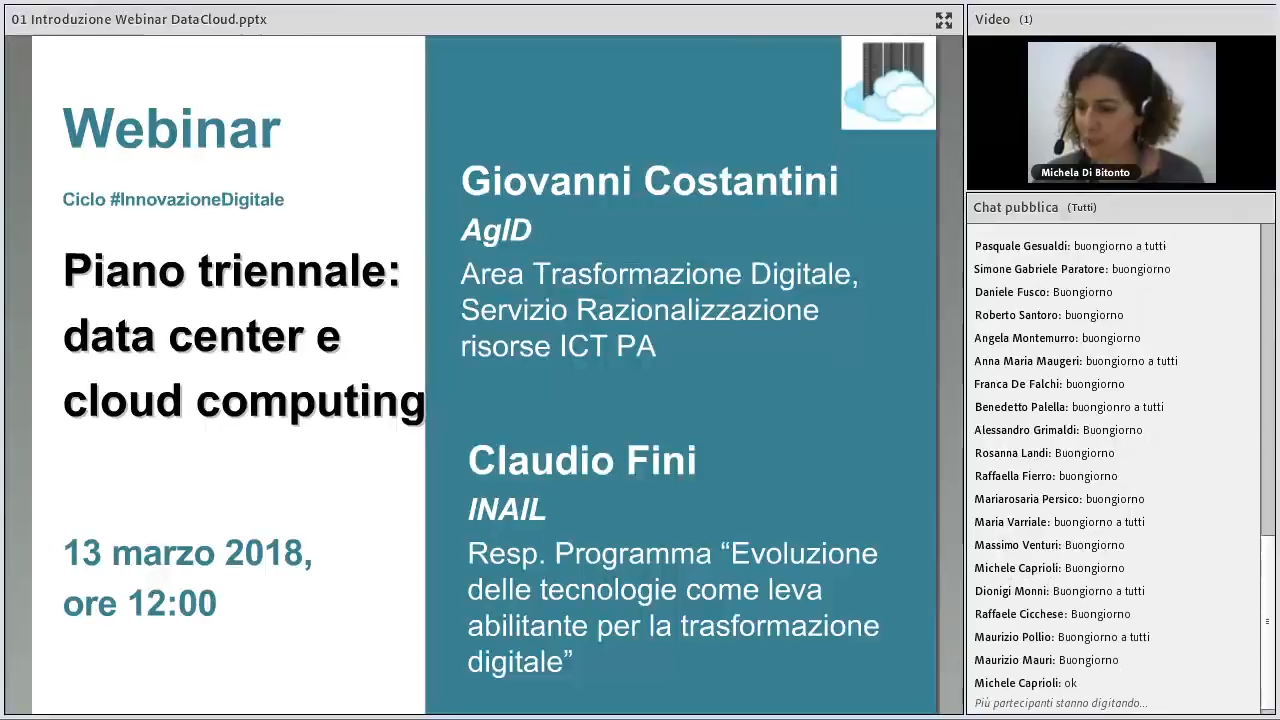 01 Introduzione Webinar DataCloud.pptx
Webinar
Ciclo #InnovazioneDigitale
Piano triennale:
data center e
cloud computing
13 marzo 2018,
ore 12:00
Giovanni Costantini
AgID
Area Trasformazione Digitale,
Servizio Razionalizzazione
risorse ICT PA
Claudio Fini
INAIL
Resp. Programma “Evoluzione
delle tecnologie come leva
abilitante per la trasformazione
digitale”
Video (1)
Michela Di Bitonto
Chat pubblica (Tutti)
Pasquale Gesualdi: buongiorno a tutti
Simone Gabriele Paratore: buongiorno
Daniele Fusco: Buongiorno
Roberto Santoro: buongiorno
Angela Montemurro: buongiorno
Anna Maria Maugeri: buongiorno a tutti
Franca De Falchi: buongiorno
Benedetto Palella: buongionro a tutti
Alessandro Grimaldi: Buongiorno
Rosanna Landi: Buongiorno
Raffaella Fierro: buongiorno
Mariarosaria Persico: buongiorno
Maria Varriale: buongiorno a tutti
Massimo Venturi: Buongiorno
Michele Caprioli: Buongiorno
Dionigi Monni: Buongiorno a tutti
Raffaele Cicchese: Buongiorno
Maurizio Pollio: Buongiorno a tutti
Maurizio Mauri: Buongiorno
Michele Caprioli: ok
Più partecipanti stanno digitando...